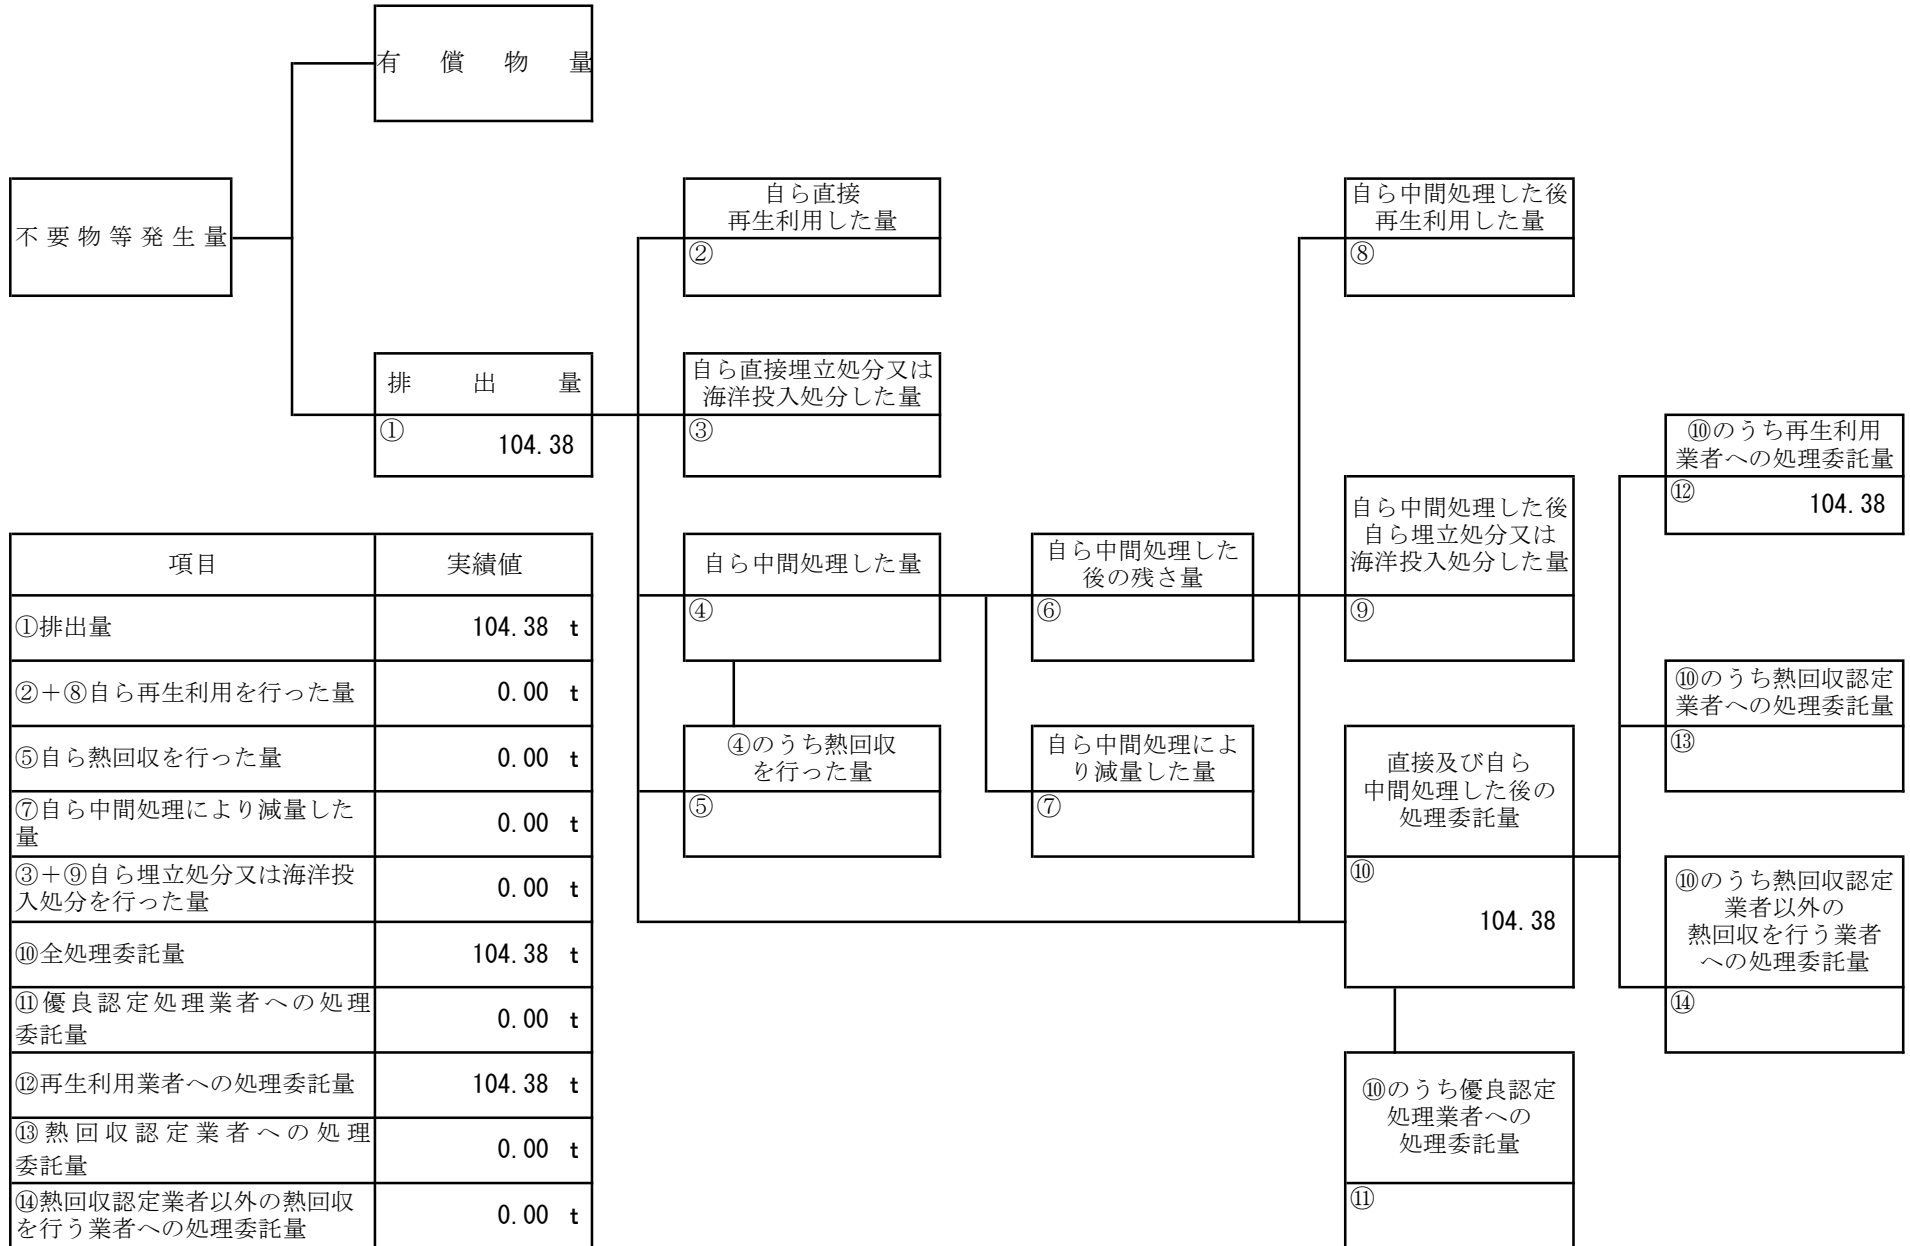 有償物量
不要物等発生量
自ら直接
再生利用した量
②
自ら中間処理した後
再生利用した量
⑧
排出量
①
104.38
自ら直接埋立処分又は
海洋投入処分した量
③
⑩のうち再生利用
業者への処理委託量
⑫
104.38
自ら中間処理した量
④
自ら中間処理した
後の残さ量
⑥
自ら中間処理した後
自ら埋立処分又は
海洋投入処分した量
⑨
④のうち熱回収
を行った量
⑤
自ら中間処理によ
り減量した量
⑦
直接及び自ら
中間処理した後の
処理委託量
⑩
104.38
⑩のうち熱回収認定
業者への処理委託量
⑬
⑩のうち熱回収認定
業者以外の
熱回収を行う業者
への処理委託量
⑭
⑩のうち優良認定
処理業者への
処理委託量
⑪
項目 実績値
①排出量 104.38 t
②＋⑧自ら再生利用を行った量 0.00 t
⑤自ら熱回収を行った量 0.00 t
⑦自ら中間処理により減量した
量 0.00 t
③＋⑨自ら埋立処分又は海洋投
入処分を行った量 0.00 t
⑩全処理委託量 104.38 t
⑪優良認定処理業者への処理
委託量 0.00 t
⑫再生利用業者への処理委託量 104.38 t
⑬熱回収認定業者への処理
委託量 0.00 t
⑭熱回収認定業者以外の熱回収
を行う業者への処理委託量 0.00 t